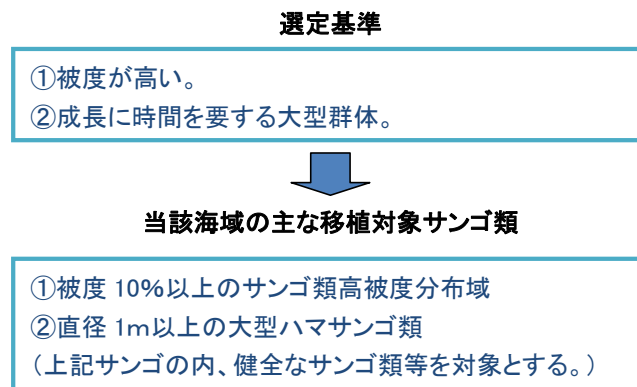 選定基準
①被度が高い。
②成長に時間を要する大型群体。
当該海域の主な移植対象サンゴ類
①被度 10%以上のサンゴ類高被度分布域
②直径 1m以上の大型ハマサンゴ類
（上記サンゴの内、健全なサンゴ類等を対象とする。）